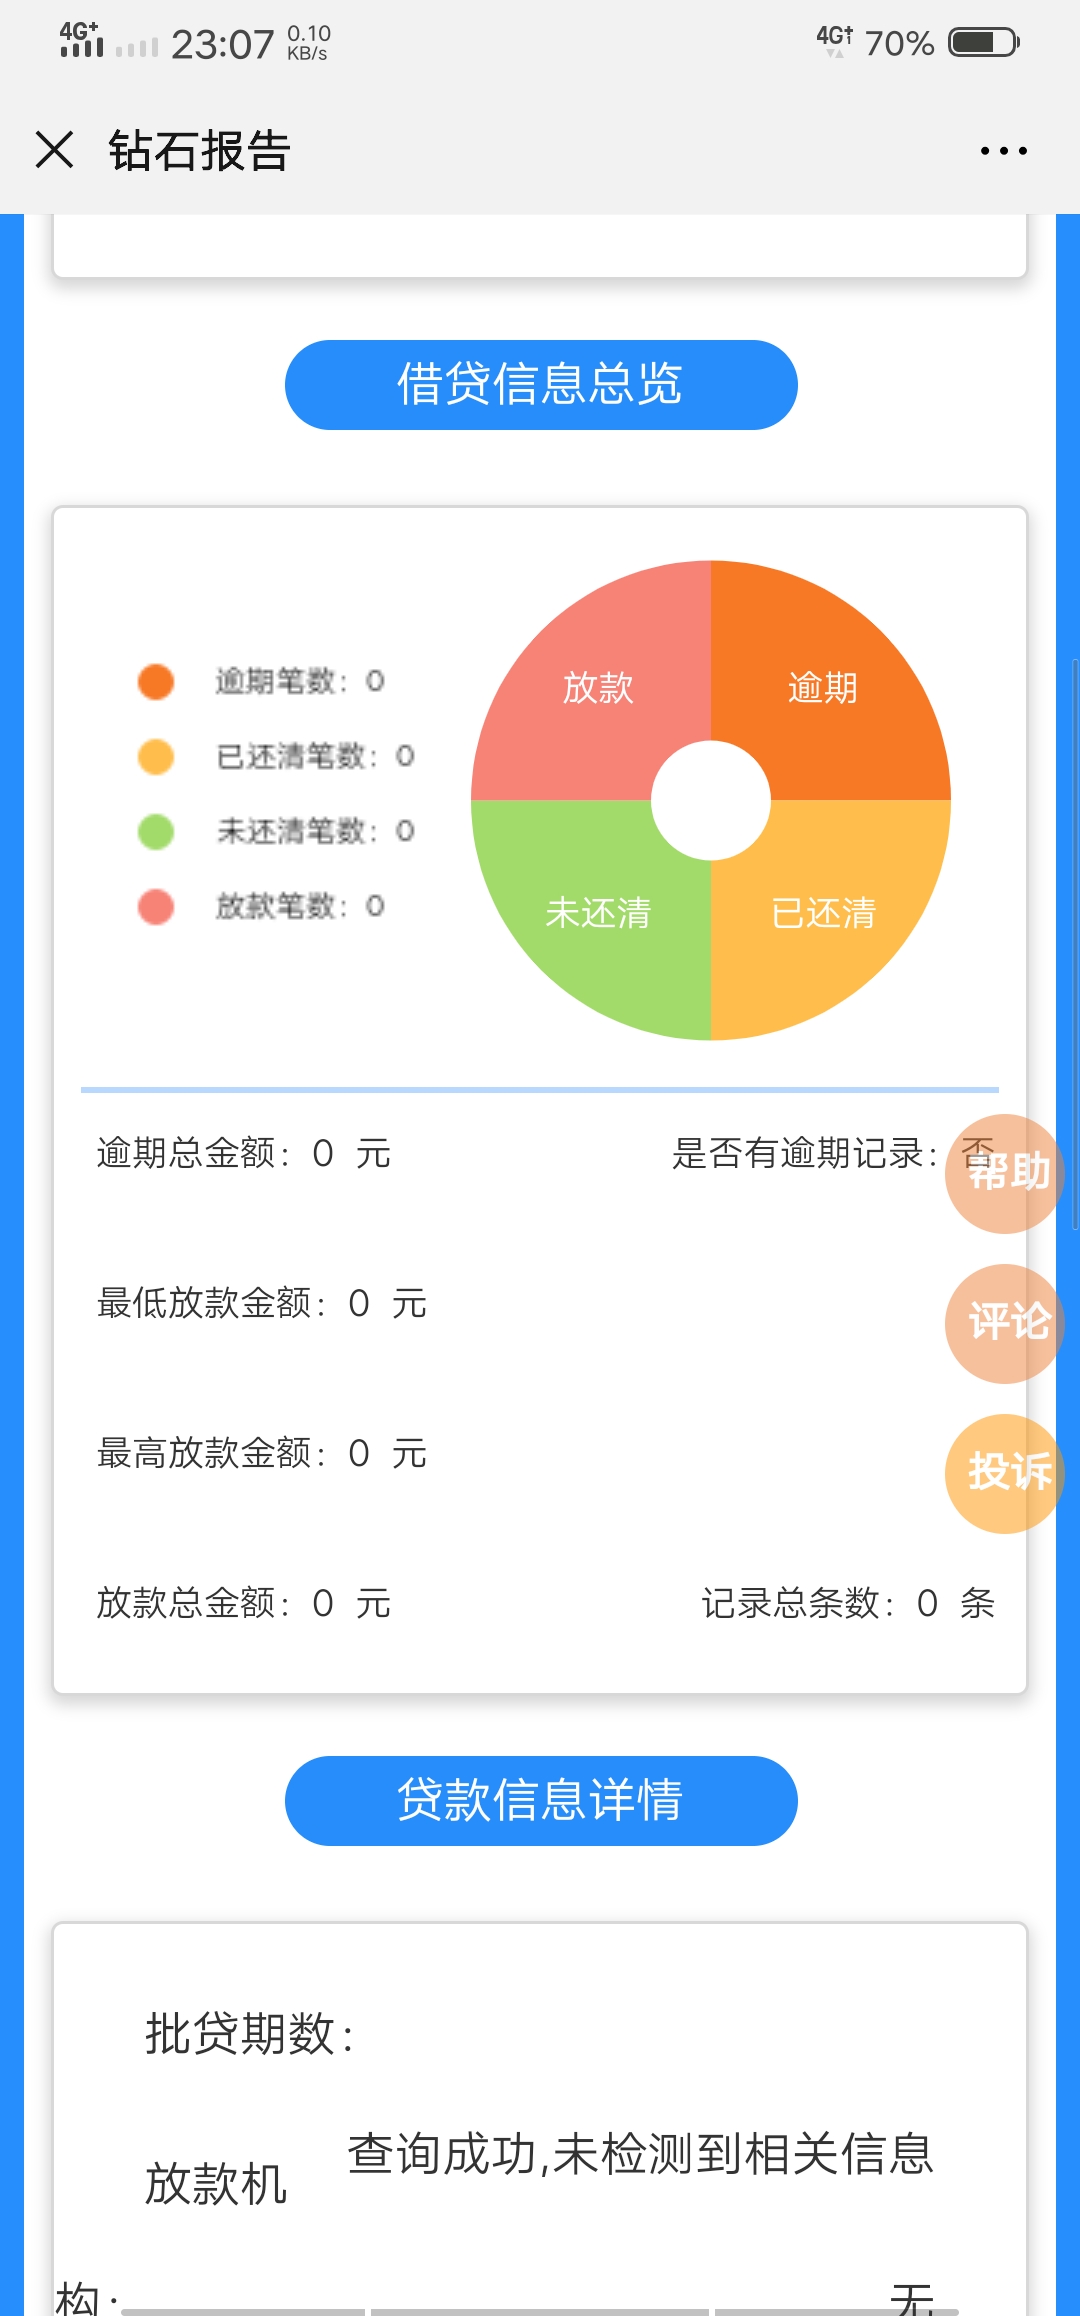 4G+ 23:07 0.10 KB/s 4G+ 70%
钻石报告
借贷信息总览
逾期笔数：0
已还清笔数：0
未还清笔数：0
放款笔数：0
放款 逾期
未还清 已还清
逾期总金额：0 元 是否有逾期记录：否
帮助
最低放款金额：0 元
评论
最高放款金额：0 元
投诉
放款总金额：0 元 记录总条数：0 条
贷款信息详情
批贷期数：
查询成功,未检测到相关信息
放款机
构： 无